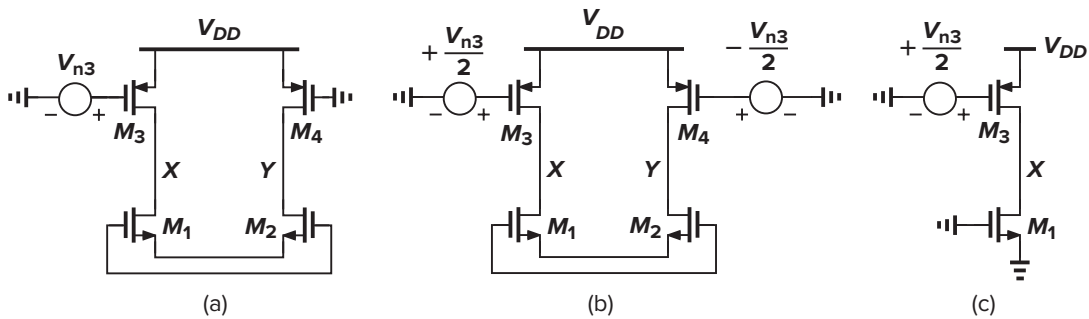 V_DD
V_n3
M_3
M_4
X
Y
M_1
M_2
(a)
V_DD
+ V_n3/2
− V_n3/2
M_3
M_4
X
Y
M_1
M_2
(b)
+ V_n3/2
V_DD
M_3
X
M_1
(c)